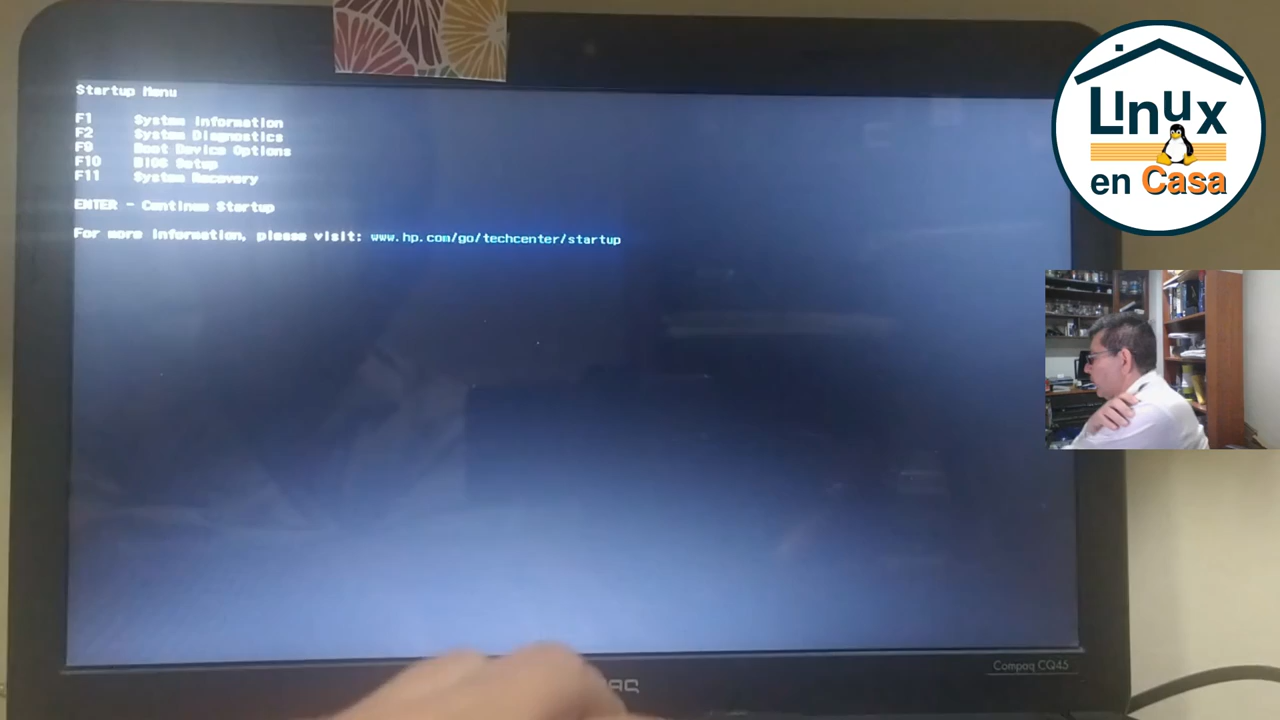 Startup Menu
F1 System Information
F2 System Diagnostics
F9 Boot Device Options
F10 BIOS Setup
F11 System Recovery
ENTER - Continue Startup
For more information, please visit: www.hp.com/go/techcenter/startup
Linux
en Casa
Compaq CQ45